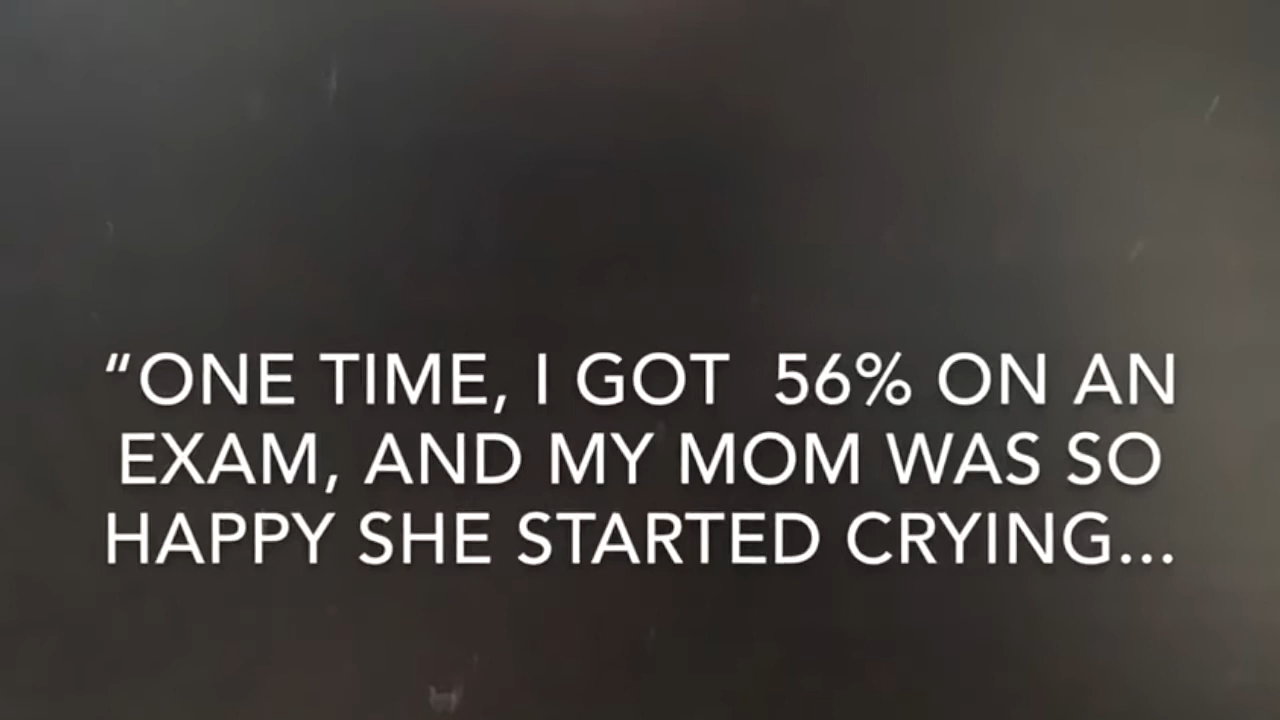 “ONE TIME, I GOT  56% ON AN
EXAM, AND MY MOM WAS SO
HAPPY SHE STARTED CRYING...